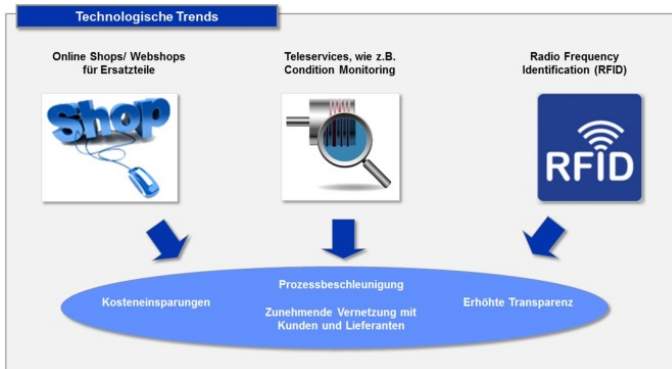 Technologische Trends
Online Shops/ Webshops
für Ersatzteile
Teleservices, wie z.B.
Condition Monitoring
Radio Frequency
Identification (RFID)
Shop
RFID
Kosteneinsparungen
Prozessbeschleunigung
Zunehmende Vernetzung mit
Kunden und Lieferanten
Erhöhte Transparenz